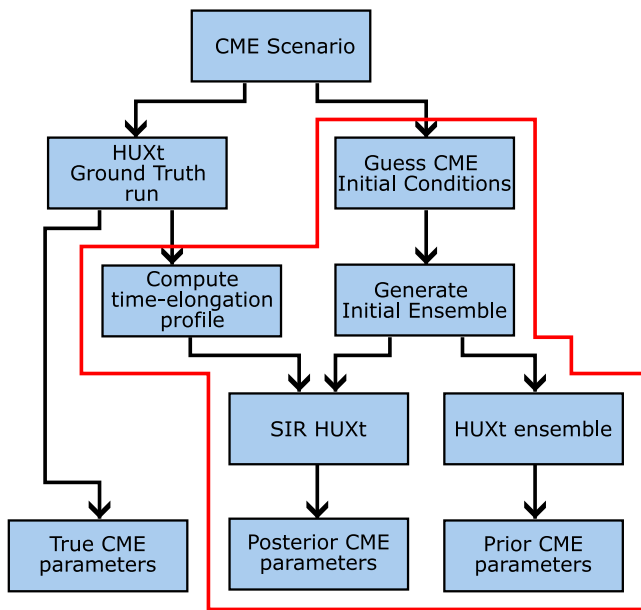 CME Scenario
HUXt
Ground Truth
run
Guess CME
Initial Conditions
Compute
time-elongation
profile
Generate
Initial Ensemble
SIR HUXt
HUXt ensemble
True CME
parameters
Posterior CME
parameters
Prior CME
parameters